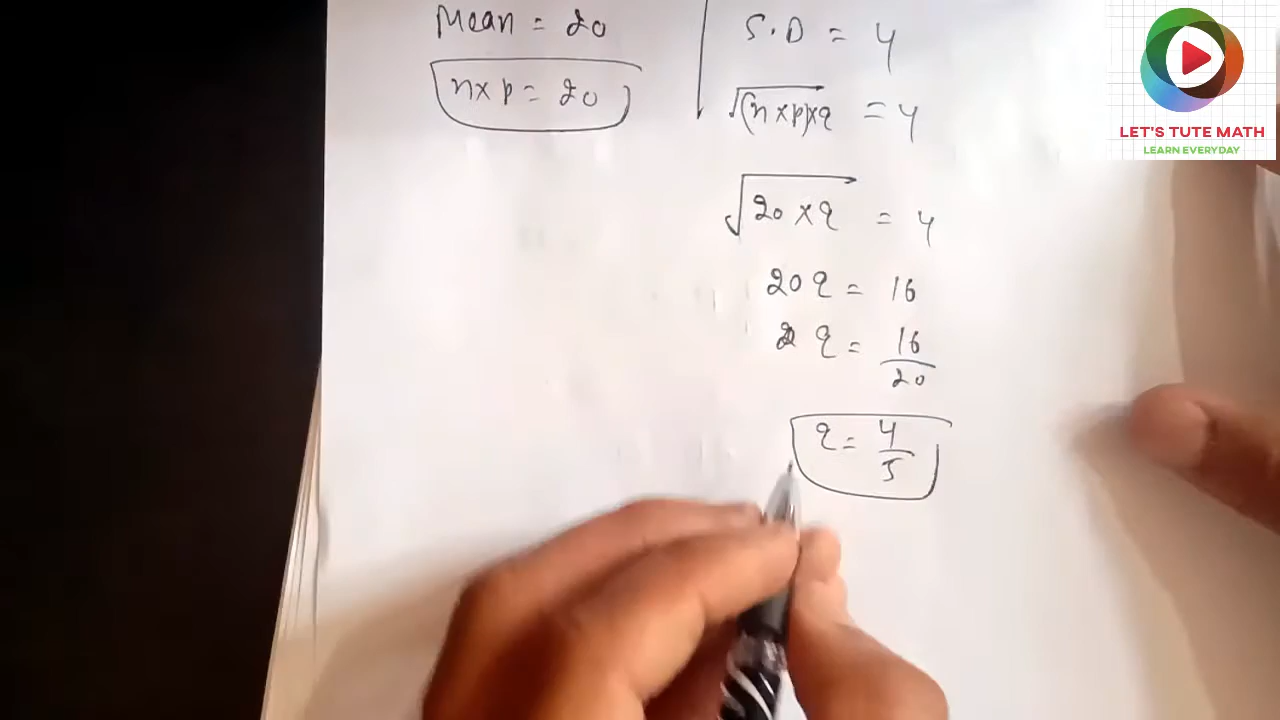 Mean = 20
n x p = 20
S.D = 4
√(n x p) x q = 4
√20 x q = 4
20 q = 16
q = 16/20
q = 4/5
LET'S TUTE MATH
LEARN EVERYDAY